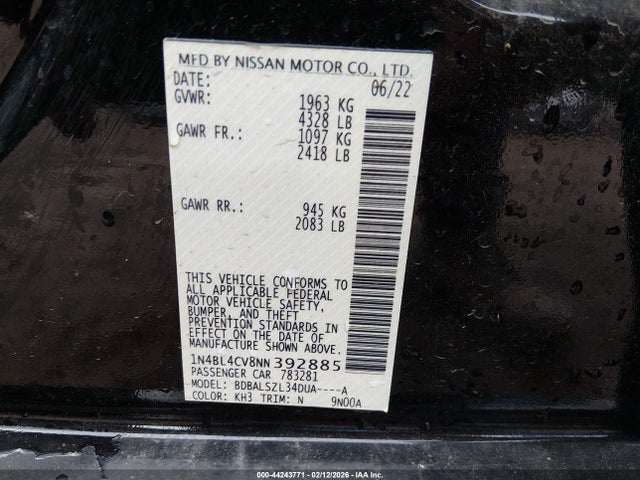 MFD BY NISSAN MOTOR CO., LTD.
DATE: 06/22
GVWR: 1963 KG
4328 LB
GAWR FR.: 1097 KG
2418 LB
GAWR RR.: 945 KG
2083 LB
THIS VEHICLE CONFORMS TO
ALL APPLICABLE FEDERAL
MOTOR VEHICLE SAFETY,
BUMPER, AND THEFT
PREVENTION STANDARDS IN
EFFECT ON THE DATE OF
MANUFACTURE SHOWN ABOVE.
1N4BL4CV8NN392885
PASSENGER CAR 783281
MODEL: BDBALSZL34DUA----A
COLOR: KH3 TRIM: N 9N00A
000-44243771 - 02/12/2026 - IAA Inc.